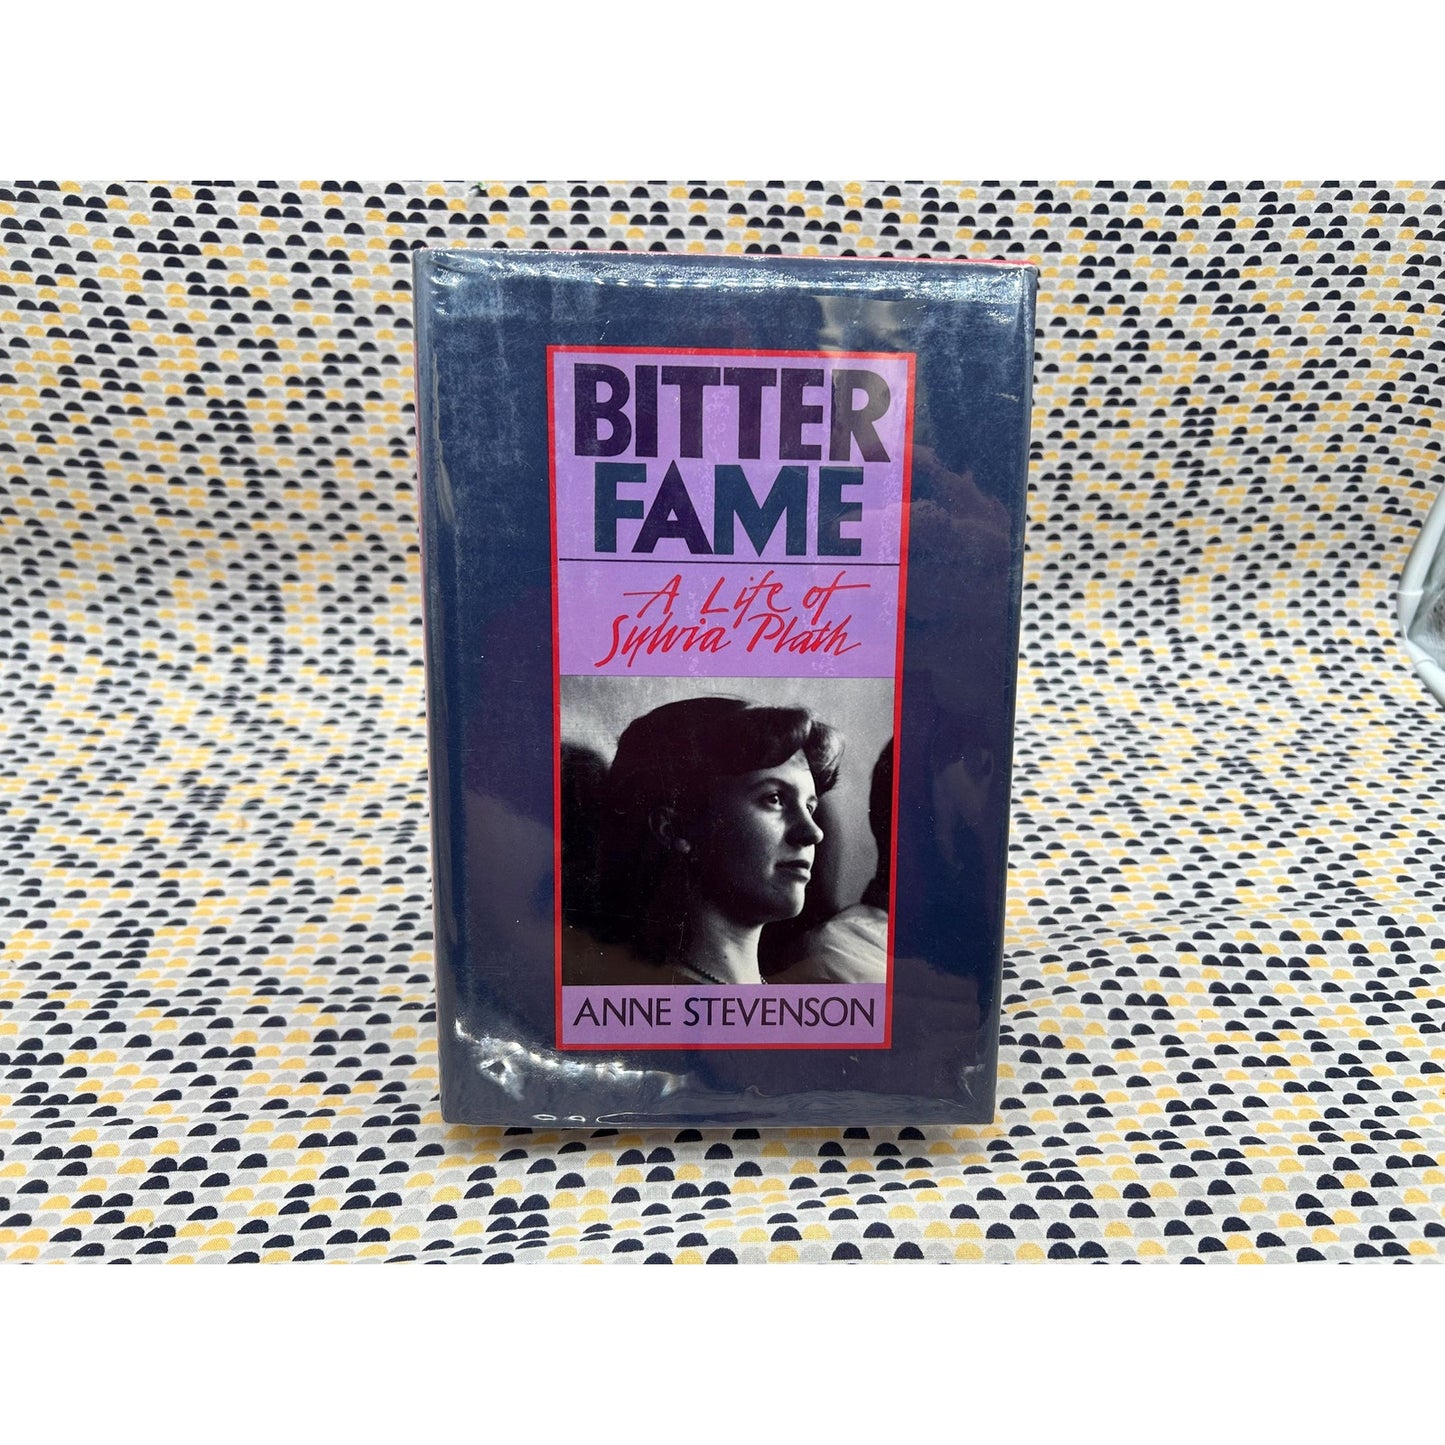 BITTER
FAME
A Life of
Sylvia Plath
ANNE STEVENSON